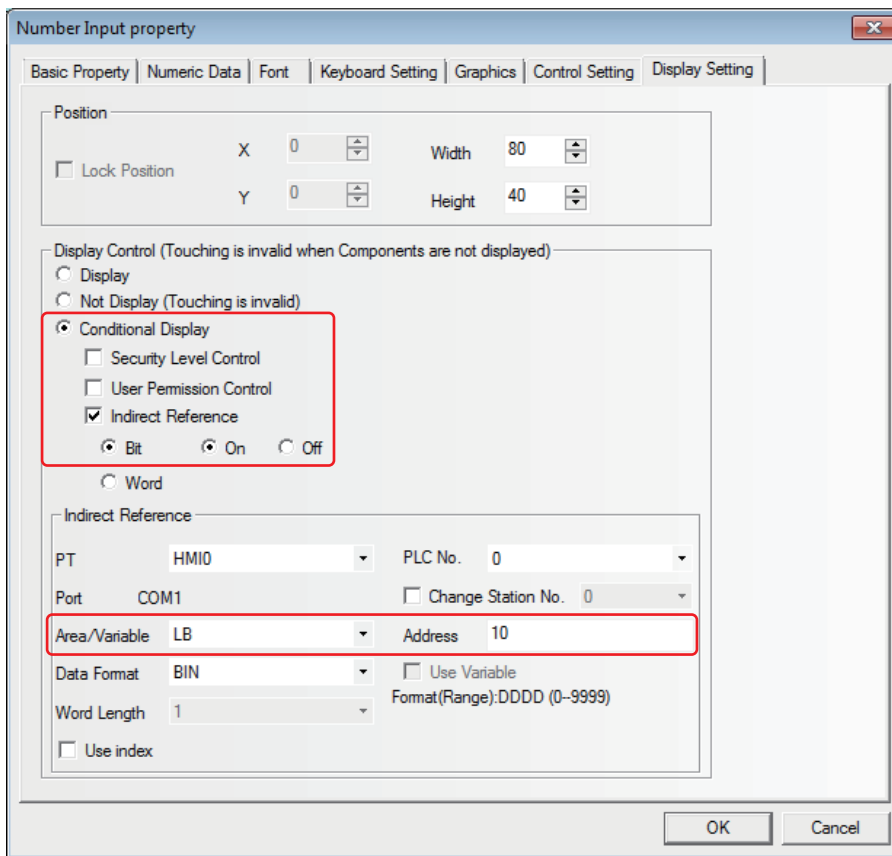 Number Input property
Basic Property Numeric Data Font Keyboard Setting Graphics Control Setting Display Setting
Position
X 0 Width 80
Lock Position
Y 0 Height 40
Display Control (Touching is invalid when Components are not displayed)
Display
Not Display (Touching is invalid)
Conditional Display
Security Level Control
User Permission Control
Indirect Reference
Bit On Off
Word
Indirect Reference
PT HMI0 PLC No. 0
Port COM1 Change Station No. 0
Area/Variable LB Address 10
Data Format BIN Use Variable
Format(Range):DDDD (0--9999)
Word Length 1
Use index
OK Cancel